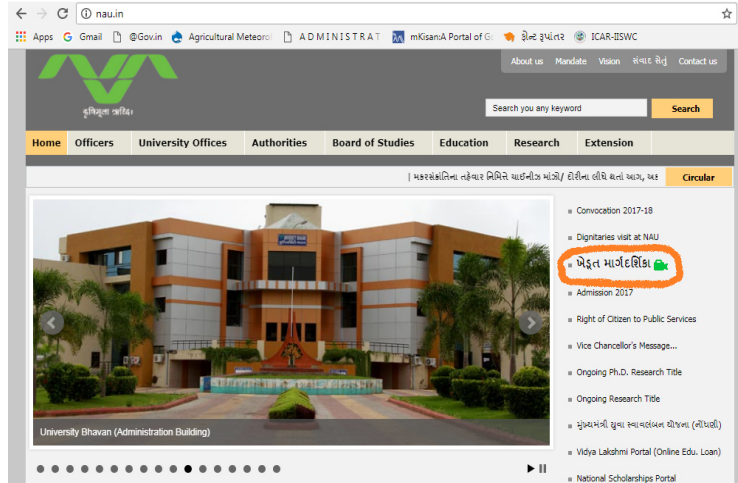 nau.in
Apps G Gmail @Gov.in Agricultural Meteorol A D M I N I S T R A T mKisan:A Portal of Go ફોન્ટ રૂપાંતર ICAR-IISWC
About us Mandate Vision સંવાદ સેતું Contact us
कृषिमूला ऋद्धिः
Search you any keyword Search
Home Officers University Offices Authorities Board of Studies Education Research Extension
| મકરસંક્રાંતિના તહેવાર નિમિત્તે ચાઈનીઝ માંઝો/ દોરીના લીધે થતાં આગ, અક Circular
Convocation 2017-18
Dignitaries visit at NAU
ખેડૂત માર્ગદર્શિકા
Admission 2017
Right of Citizen to Public Services
Vice Chancellor's Message...
Ongoing Ph.D. Research Title
Ongoing Research Title
મુખ્યમંત્રી યુવા સ્વાવલંબન યોજના (નોંધણી)
Vidya Lakshmi Portal (Online Edu. Loan)
National Scholarships Portal
University Bhavan (Administration Building)